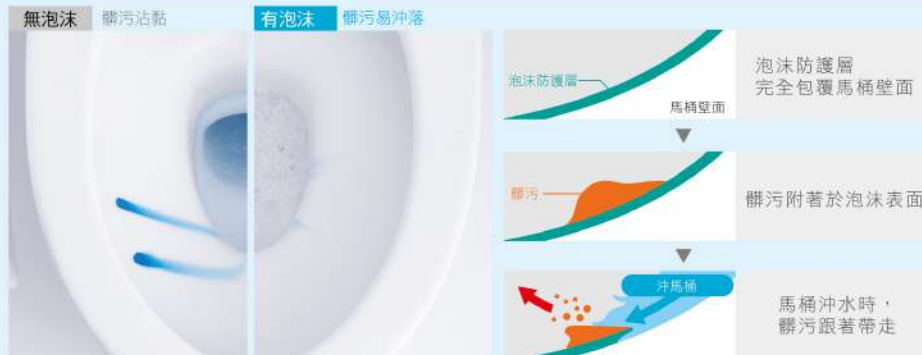 無泡沫 髒污沾黏 有泡沫 髒污易沖落
泡沫防護層
馬桶壁面
泡沫防護層
完全包覆馬桶壁面
髒污
髒污附著於泡沫表面
沖馬桶
馬桶沖水時，
髒污跟著帶走